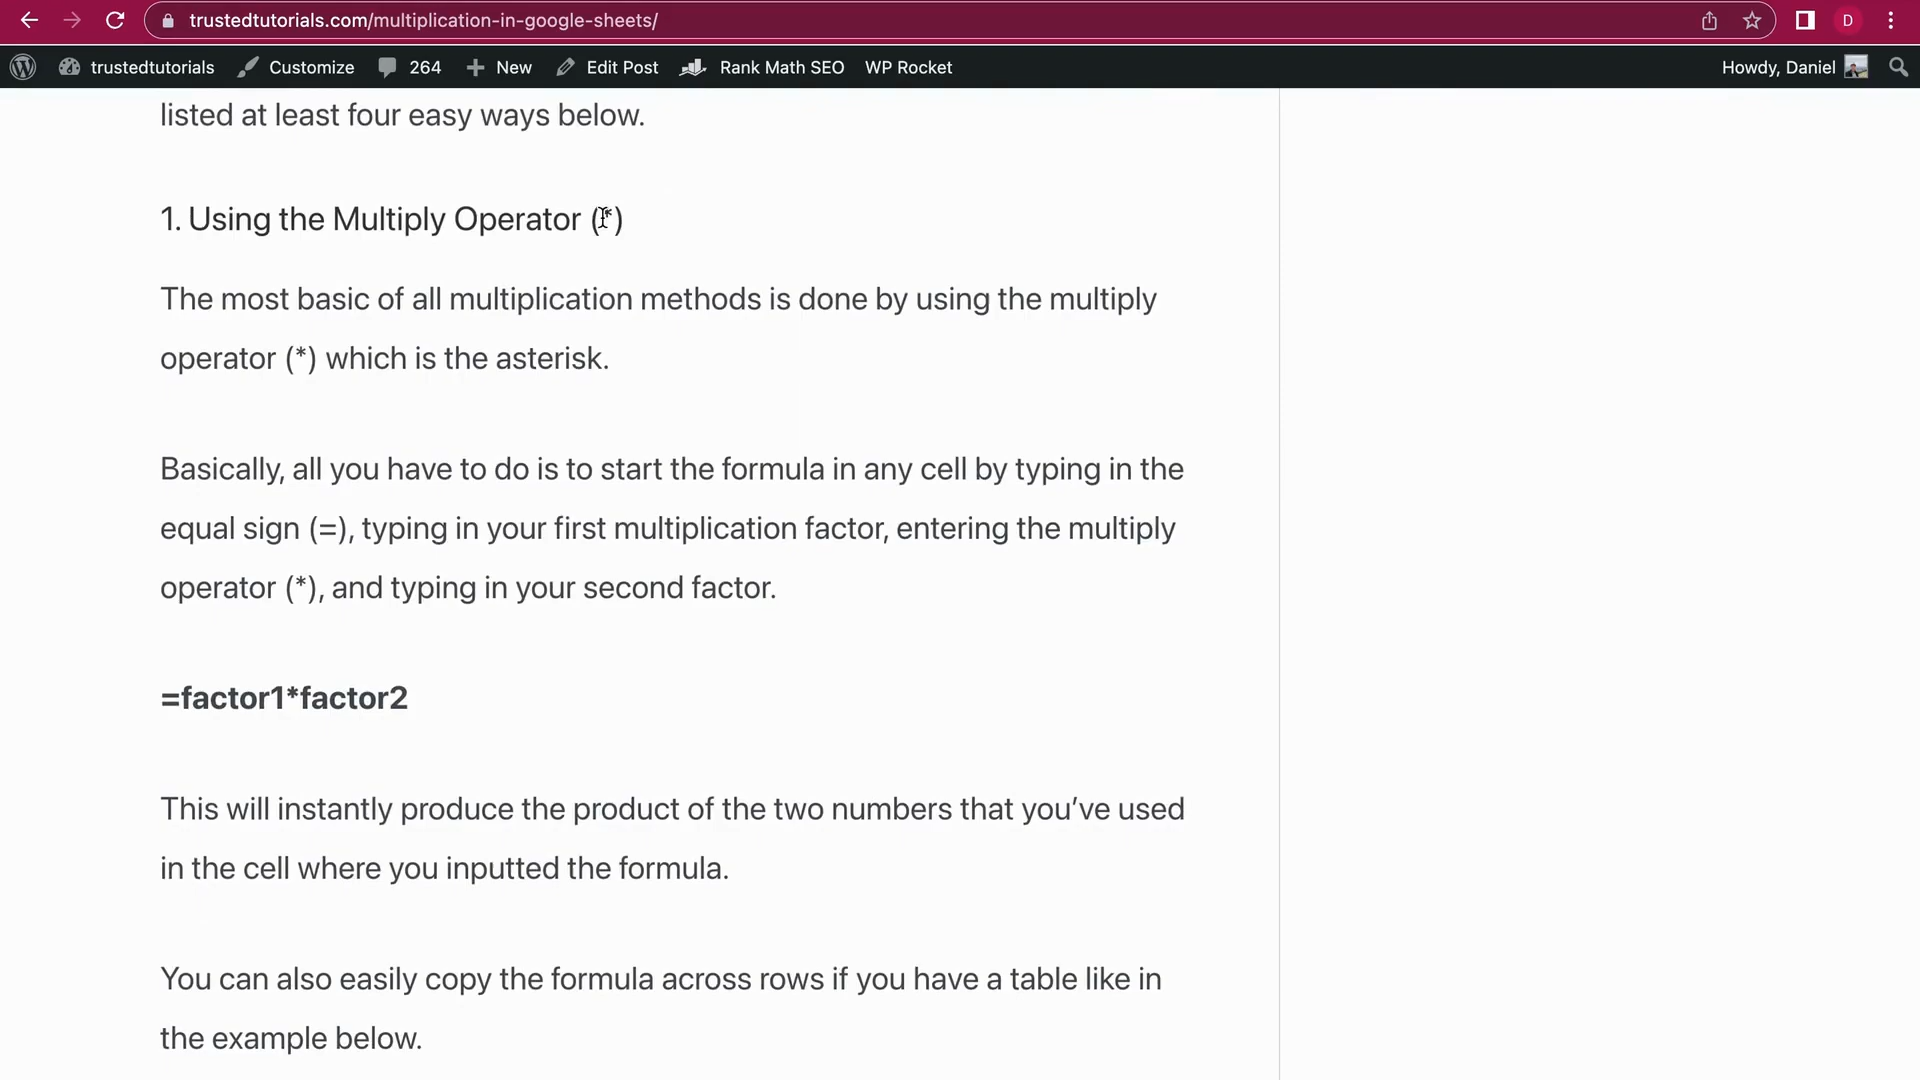 trustedtutorials.com/multiplication-in-google-sheets/
D
trustedtutorials Customize 264 New Edit Post Rank Math SEO WP Rocket Howdy, Daniel
listed at least four easy ways below.
1. Using the Multiply Operator (*)
The most basic of all multiplication methods is done by using the multiply
operator (*) which is the asterisk.
Basically, all you have to do is to start the formula in any cell by typing in the
equal sign (=), typing in your first multiplication factor, entering the multiply
operator (*), and typing in your second factor.
=factor1*factor2
This will instantly produce the product of the two numbers that you’ve used
in the cell where you inputted the formula.
You can also easily copy the formula across rows if you have a table like in
the example below.